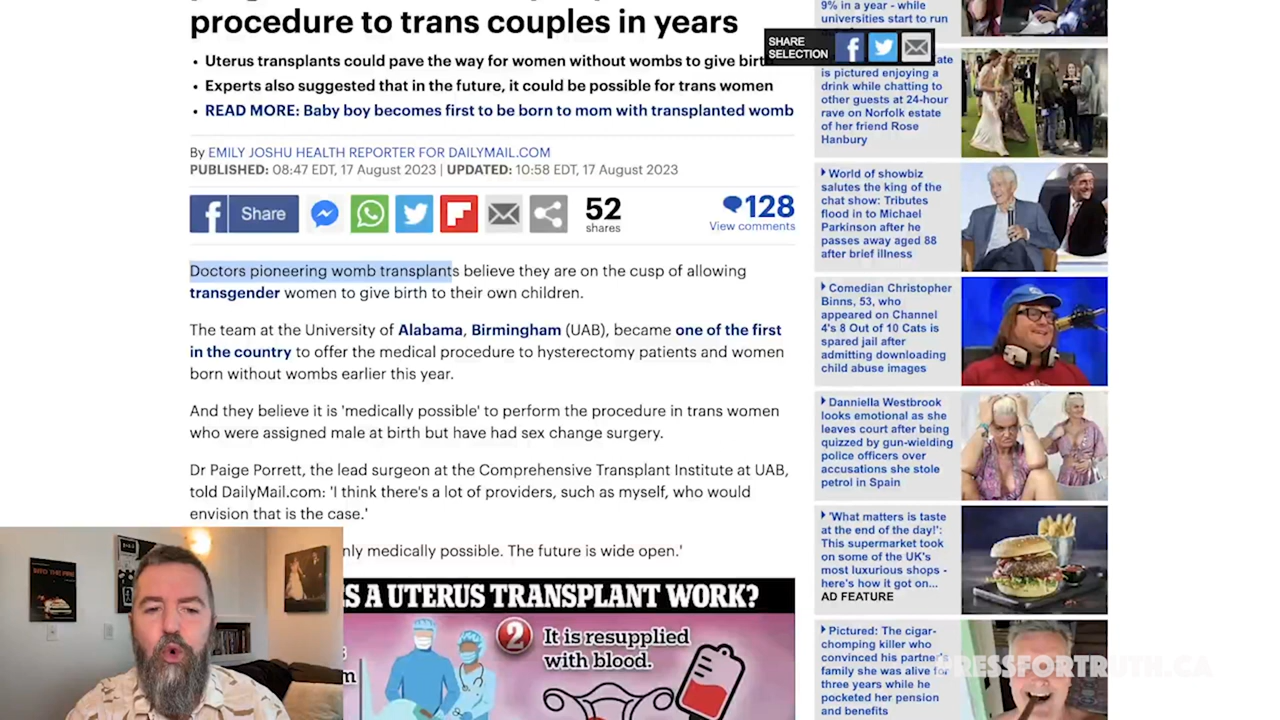 procedure to trans couples in years
• Uterus transplants could pave the way for women without wombs to give birth
• Experts also suggested that in the future, it could be possible for trans women
• READ MORE: Baby boy becomes first to be born to mom with transplanted womb
By EMILY JOSHU HEALTH REPORTER FOR DAILYMAIL.COM
PUBLISHED: 08:47 EDT, 17 August 2023 | UPDATED: 10:58 EDT, 17 August 2023
Share
52
shares
128
View comments
Doctors pioneering womb transplants believe they are on the cusp of allowing
transgender women to give birth to their own children.
The team at the University of Alabama, Birmingham (UAB), became one of the first
in the country to offer the medical procedure to hysterectomy patients and women
born without wombs earlier this year.
And they believe it is 'medically possible' to perform the procedure in trans women
who were assigned male at birth but have had sex change surgery.
Dr Paige Porrett, the lead surgeon at the Comprehensive Transplant Institute at UAB,
told DailyMail.com: 'I think there's a lot of providers, such as myself, who would
envision that is the case.'
medically possible. The future is wide open.'
A UTERUS TRANSPLANT WORK?
2
It is resupplied
with blood.
SHARE
SELECTION
9% in a year - while
universities start to run
is pictured enjoying a
drink while chatting to
other guests at 24-hour
rave on Norfolk estate
of her friend Rose
Hanbury
World of showbiz
salutes the king of the
chat show: Tributes
flood in to Michael
Parkinson after he
passes away aged 88
after brief illness
Comedian Christopher
Binns, 53, who
appeared on Channel
4's 8 Out of 10 Cats is
spared jail after
admitting downloading
child abuse images
Danniella Westbrook
looks emotional as she
leaves court after being
quizzed by gun-wielding
police officers over
accusations she stole
petrol in Spain
'What matters is taste
at the end of the day!':
This supermarket took
on some of the UK's
most luxurious shops -
here's how it got on...
AD FEATURE
Pictured: The cigar-
chomping killer who
convinced his partner's
family she was alive for
three years while he
pocketed her pension
and benefits
PRESSFORTRUTH.CA
INTO THE FIRE